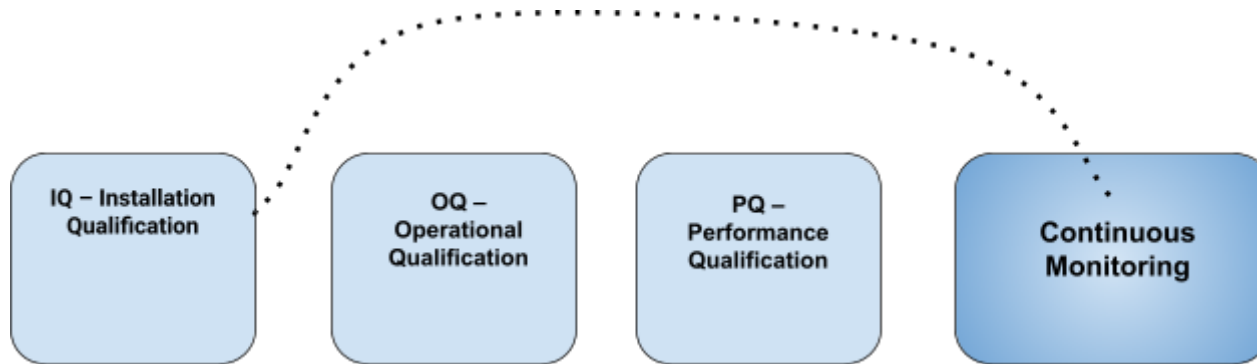 IQ – Installation
Qualification
OQ –
Operational
Qualification
PQ –
Performance
Qualification
Continuous
Monitoring